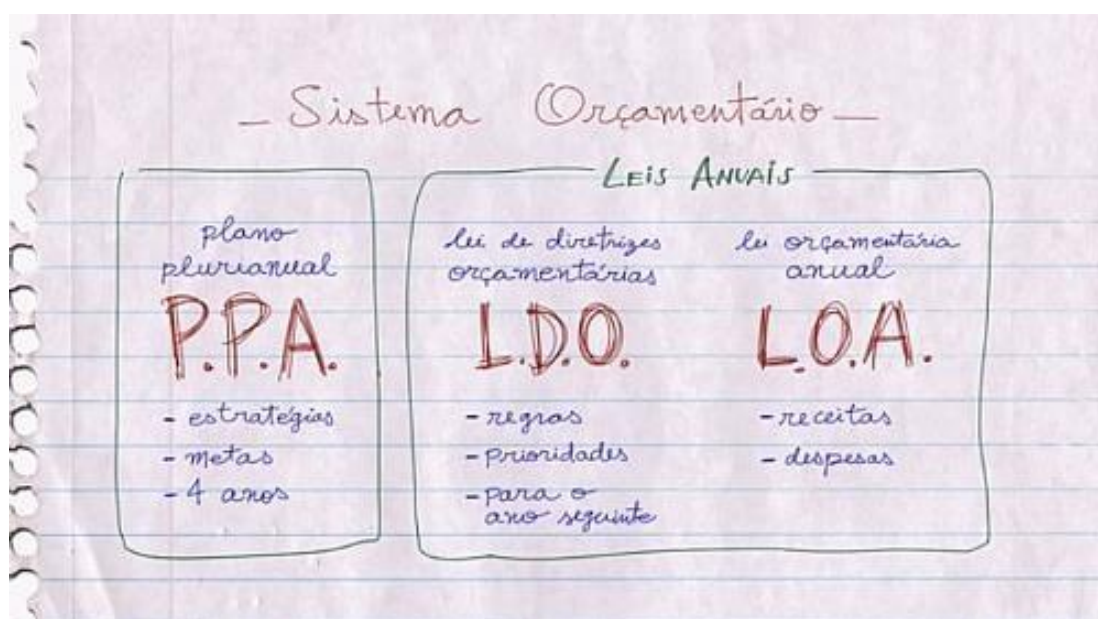 - Sistema Orçamentário -
plano
plurianual
P.P.A.
- estratégias
- metas
- 4 anos
LEIS ANUAIS
lei de diretrizes
orçamentárias
L.D.O.
- regras
- prioridades
- para o
ano seguinte
lei orçamentária
anual
L.O.A.
- receitas
- despesas